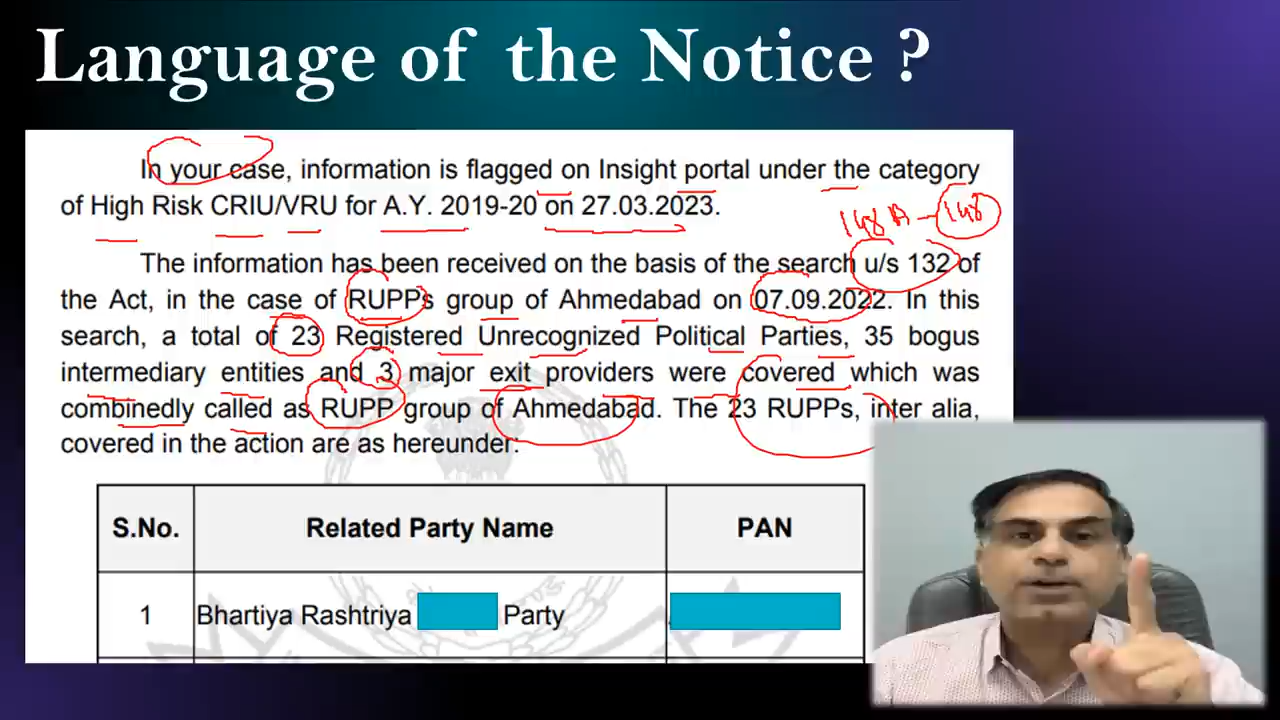 Language of the Notice ?
In your case, information is flagged on Insight portal under the category
of High Risk CRIU/VRU for A.Y. 2019-20 on 27.03.2023.
148 A - 148
The information has been received on the basis of the search u/s 132 of
the Act, in the case of RUPPs group of Ahmedabad on 07.09.2022. In this
search, a total of 23 Registered Unrecognized Political Parties, 35 bogus
intermediary entities and 3 major exit providers were covered which was
combinedly called as RUPP group of Ahmedabad. The 23 RUPPs, inter alia,
covered in the action are as hereunder:
S.No. Related Party Name PAN
1 Bhartiya Rashtriya Party